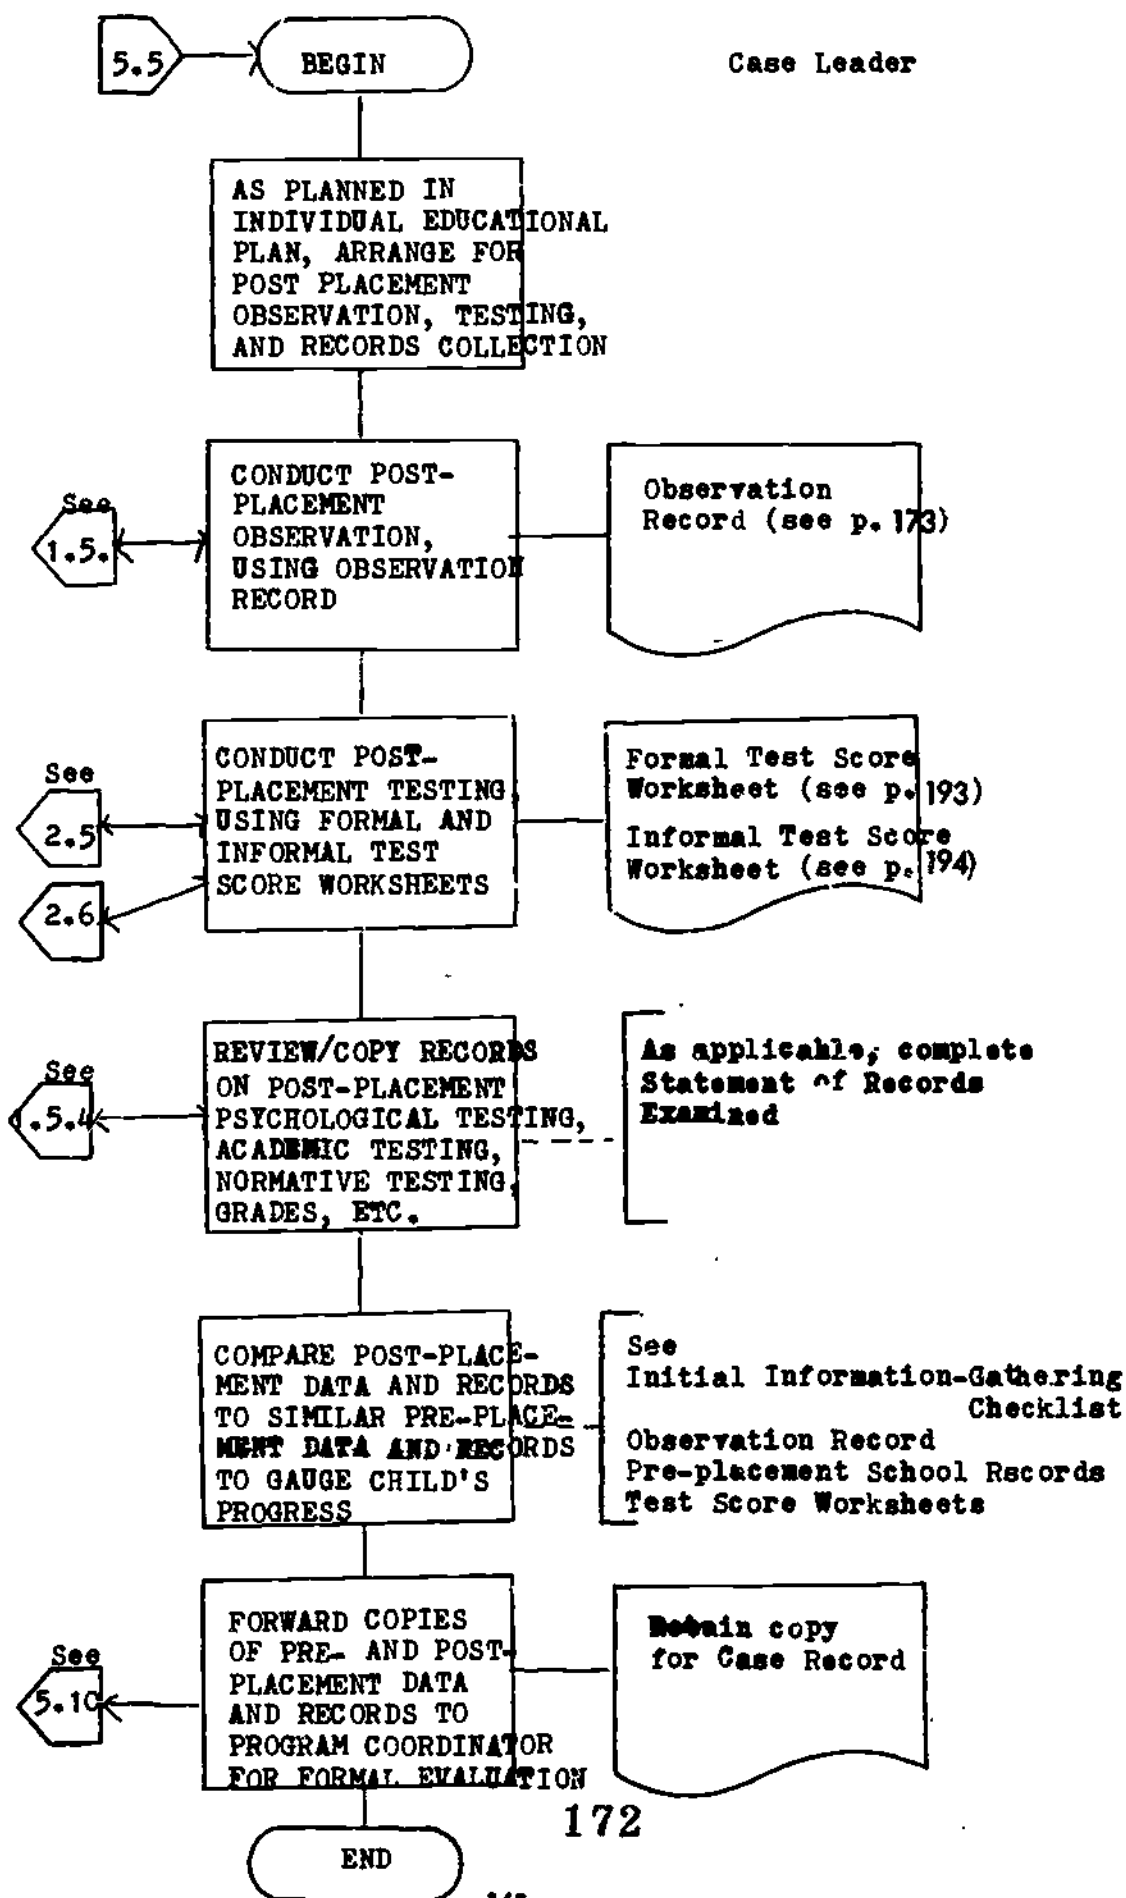 5.5
BEGIN
Case Leader
AS PLANNED IN
INDIVIDUAL EDUCATIONAL
PLAN, ARRANGE FOR
POST PLACEMENT
OBSERVATION, TESTING,
AND RECORDS COLLECTION
See
1.5.
CONDUCT POST-
PLACEMENT
OBSERVATION,
USING OBSERVATION
RECORD
Observation
Record (see p. 173)
See
2.5
2.6
CONDUCT POST-
PLACEMENT TESTING
USING FORMAL AND
INFORMAL TEST
SCORE WORKSHEETS
Formal Test Score
Worksheet (see p. 193)
Informal Test Score
Worksheet (see p. 194)
See
1.5.4
REVIEW/COPY RECORDS
ON POST-PLACEMENT
PSYCHOLOGICAL TESTING,
ACADEMIC TESTING,
NORMATIVE TESTING,
GRADES, ETC.
As applicable, complete
Statement of Records
Examined
COMPARE POST-PLACE-
MENT DATA AND RECORDS
TO SIMILAR PRE-PLACE-
MENT DATA AND RECORDS
TO GAUGE CHILD'S
PROGRESS
See
Initial Information-Gathering
Checklist
Observation Record
Pre-placement School Records
Test Score Worksheets
See
5.10
FORWARD COPIES
OF PRE- AND POST-
PLACEMENT DATA
AND RECORDS TO
PROGRAM COORDINATOR
FOR FORMAL EVALUATION
Retain copy
for Case Record
172
END